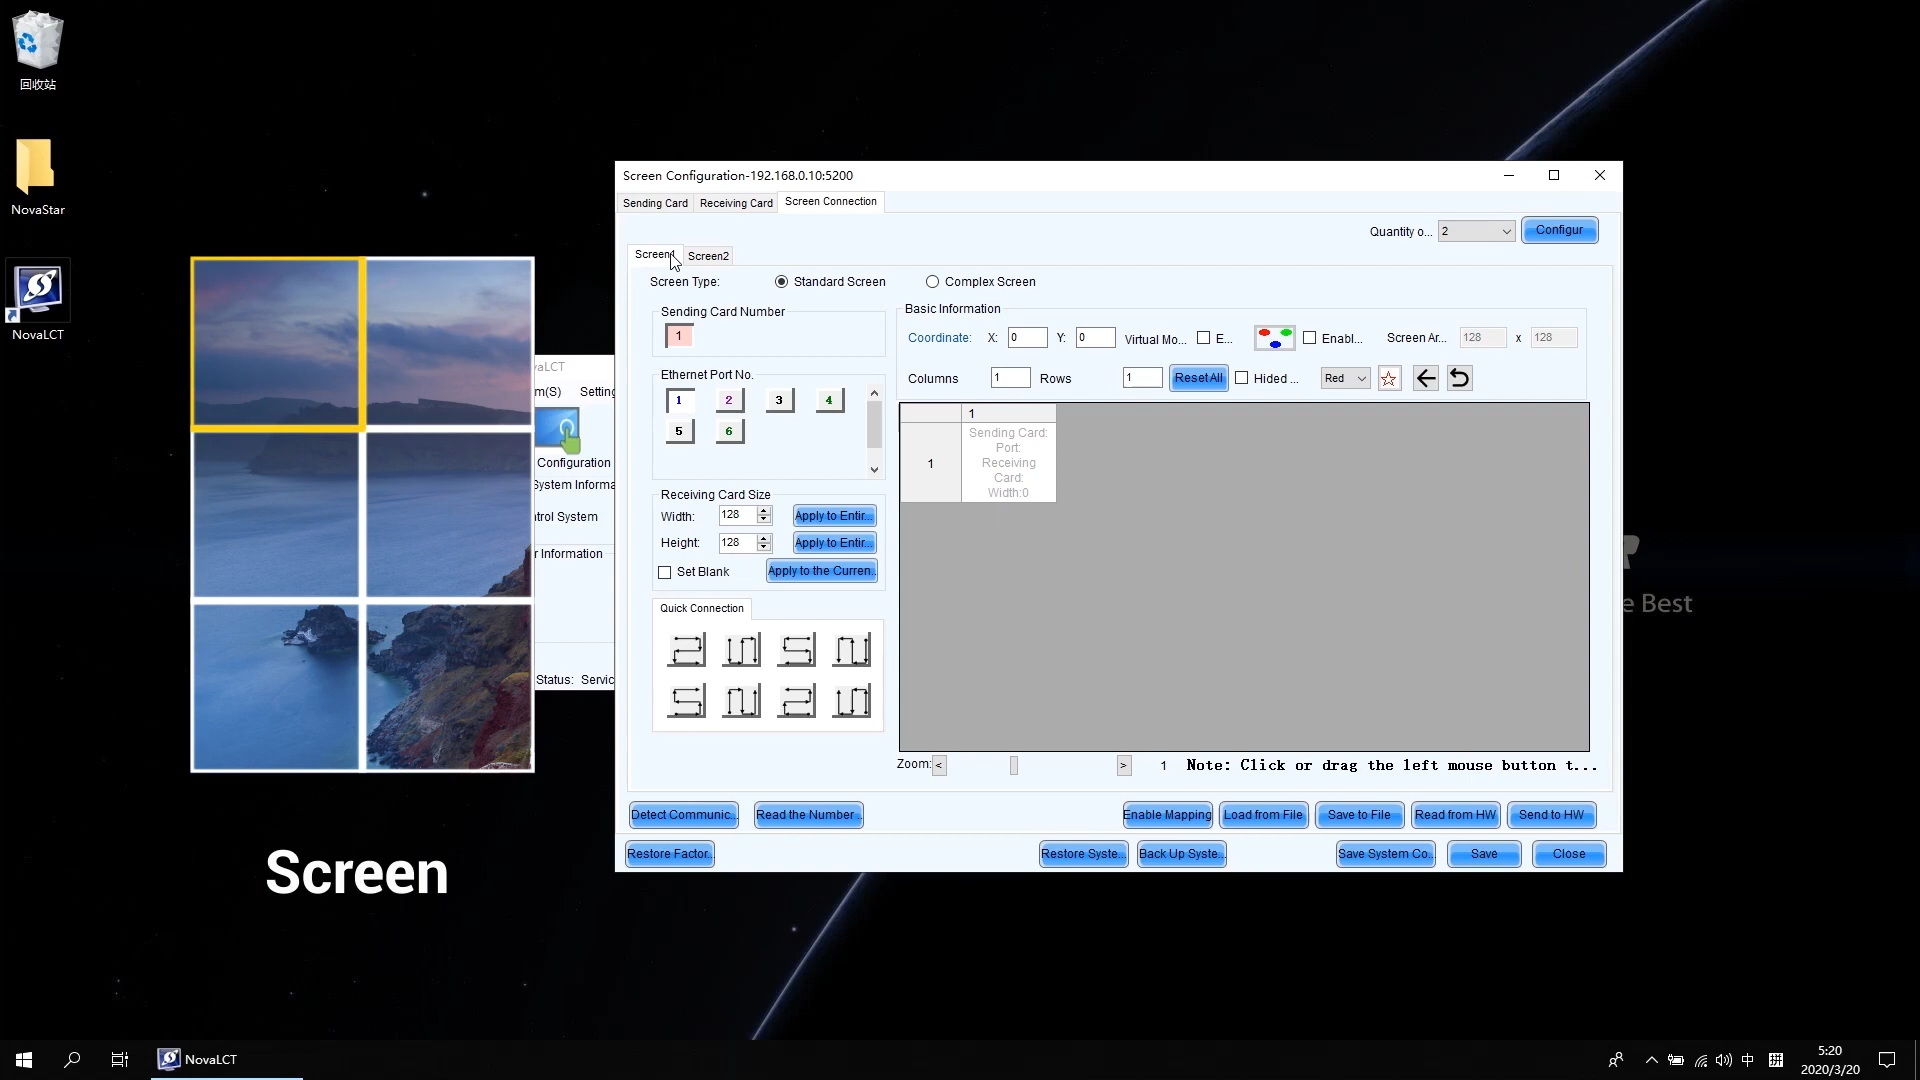 回收站
NovaStar
NovaLCT
Screen
vaLCT
m(S) Setting
Configuration
System Informa
trol System
r Information
Status: Servic
Screen Configuration-192.168.0.10:5200
Sending Card Receiving Card Screen Connection
Quantity o... 2 Configur
Screen1 Screen2
Screen Type: Standard Screen Complex Screen
Sending Card Number
1
Ethernet Port No.
1 2 3 4
5 6
Receiving Card Size
Width: 128 Apply to Entir...
Height: 128 Apply to Entir...
Set Blank Apply to the Curren...
Quick Connection
Basic Information
Coordinate: X: 0 Y: 0 Virtual Mo... E... Enabl... Screen Ar... 128 x 128
Columns 1 Rows 1 Reset All Hided ... Red
1
1
Sending Card:
Port:
Receiving
Card:
Width:0
Zoom: < > 1 Note: Click or drag the left mouse button t...
Detect Communic... Read the Number... Enable Mapping Load from File Save to File Read from HW Send to HW
Restore Factor... Restore Syste... Back Up Syste... Save System Co... Save Close
e Best
NovaLCT
中
拼
5:20
2020/3/20